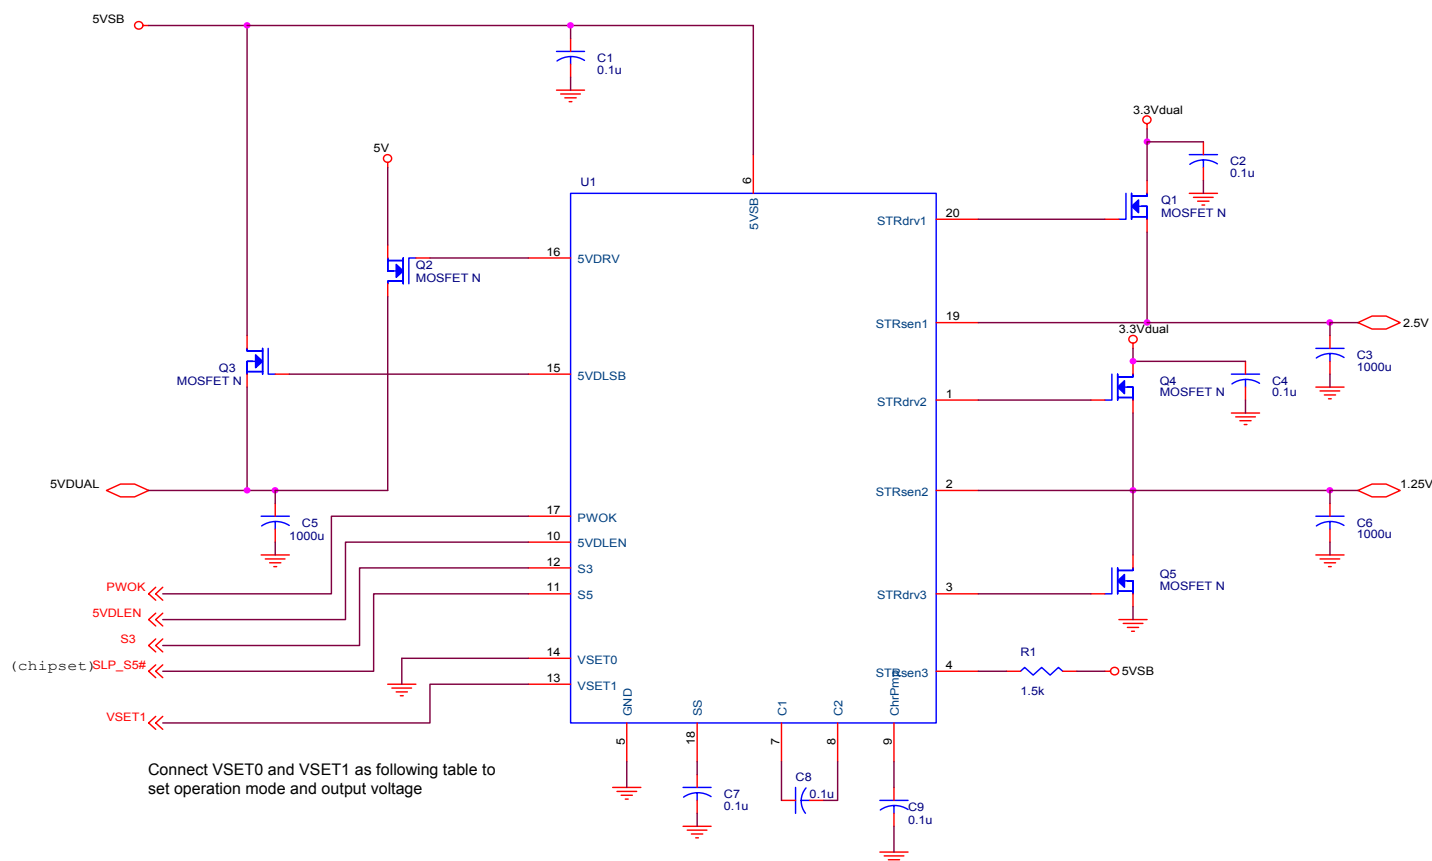 5VSB
C1
0.1u
3.3Vdual
C2
0.1u
5V
U1
6
5VSB
Q1
MOSFET N
20
STRdrv1
16
5VDRV
Q2
MOSFET N
19
STRsen1
2.5V
3.3Vdual
C3
1000u
Q3
MOSFET N
15
5VDLSB
Q4
MOSFET N
C4
0.1u
1
STRdrv2
5VDUAL
2
STRsen2
1.25V
C5
1000u
17
PWOK
C6
1000u
10
5VDLEN
12
S3
11
S5
Q5
MOSFET N
3
STRdrv3
PWOK
5VDLEN
S3
(chipset)SLP_S5#
14
VSET0
13
VSET1
R1
1.5k
4
STRsen3
5VSB
VSET1
GND
SS
C1
C2
5
18
7
8
9
Connect VSET0 and VSET1 as following table to
set operation mode and output voltage
C7
0.1u
C8
0.1u
C9
0.1u